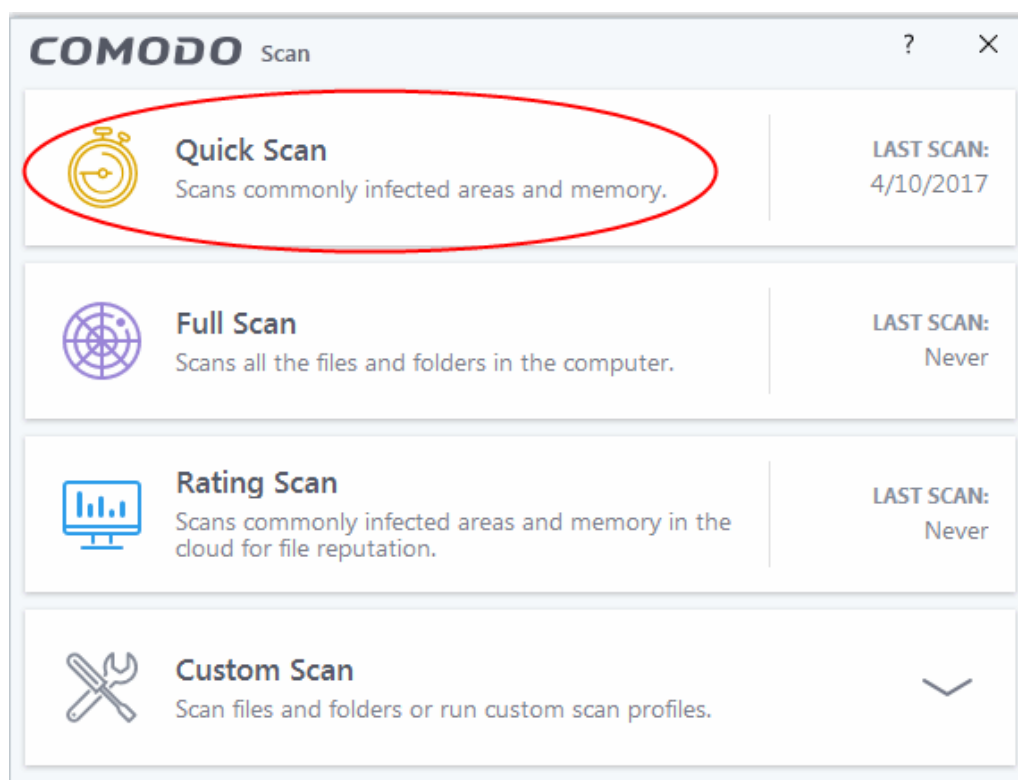 COMODO Scan ?
Quick Scan
Scans commonly infected areas and memory.
LAST SCAN:
4/10/2017
Full Scan
Scans all the files and folders in the computer.
LAST SCAN:
Never
Rating Scan
Scans commonly infected areas and memory in the
cloud for file reputation.
LAST SCAN:
Never
Custom Scan
Scan files and folders or run custom scan profiles.